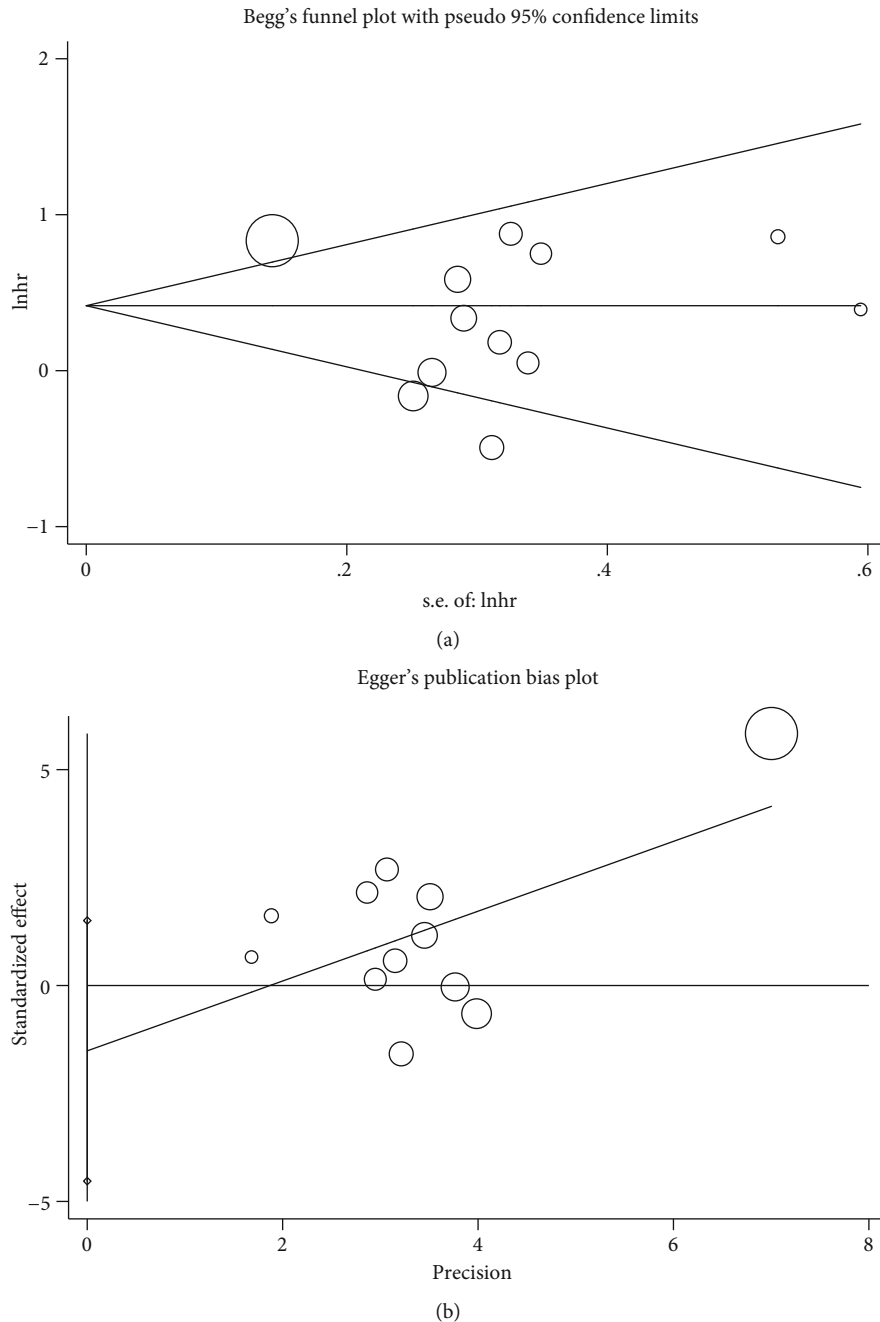 Begg’s funnel plot with pseudo 95% confidence limits
2
1
lnhr
0
−1
0 .2 .4 .6
s.e. of: lnhr
(a)
Egger’s publication bias plot
5
Standardized effect
0
−5
0 2 4 6 8
Precision
(b)